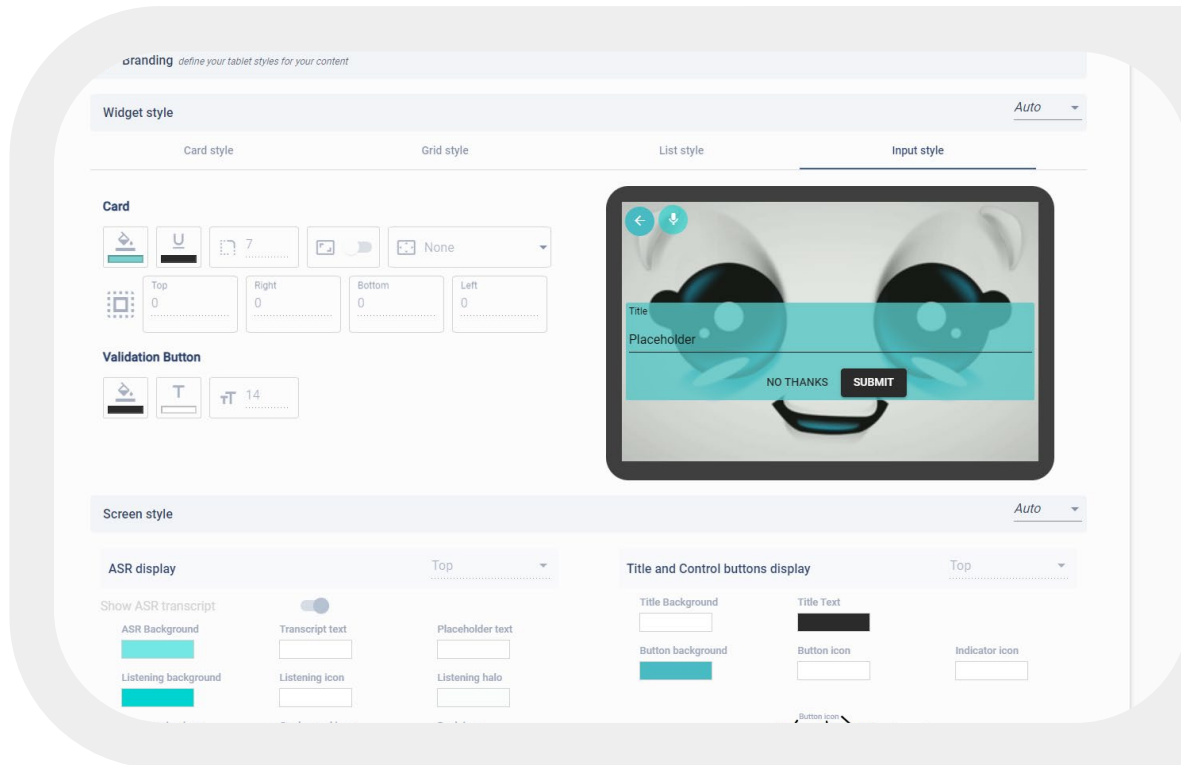 Branding define your tablet styles for your content
Widget style
Auto
Card style
Grid style
List style
Input style
Card
7
None
Top
0
Right
0
Bottom
0
Left
0
Validation Button
T
TT 14
Title
Placeholder
NO THANKS
SUBMIT
Screen style
Auto
ASR display
Top
Title and Control buttons display
Top
Show ASR transcript
ASR Background
Transcript text
Placeholder text
Title Background
Title Text
Button background
Button icon
Indicator icon
Listening background
Listening icon
Listening halo
Button icon